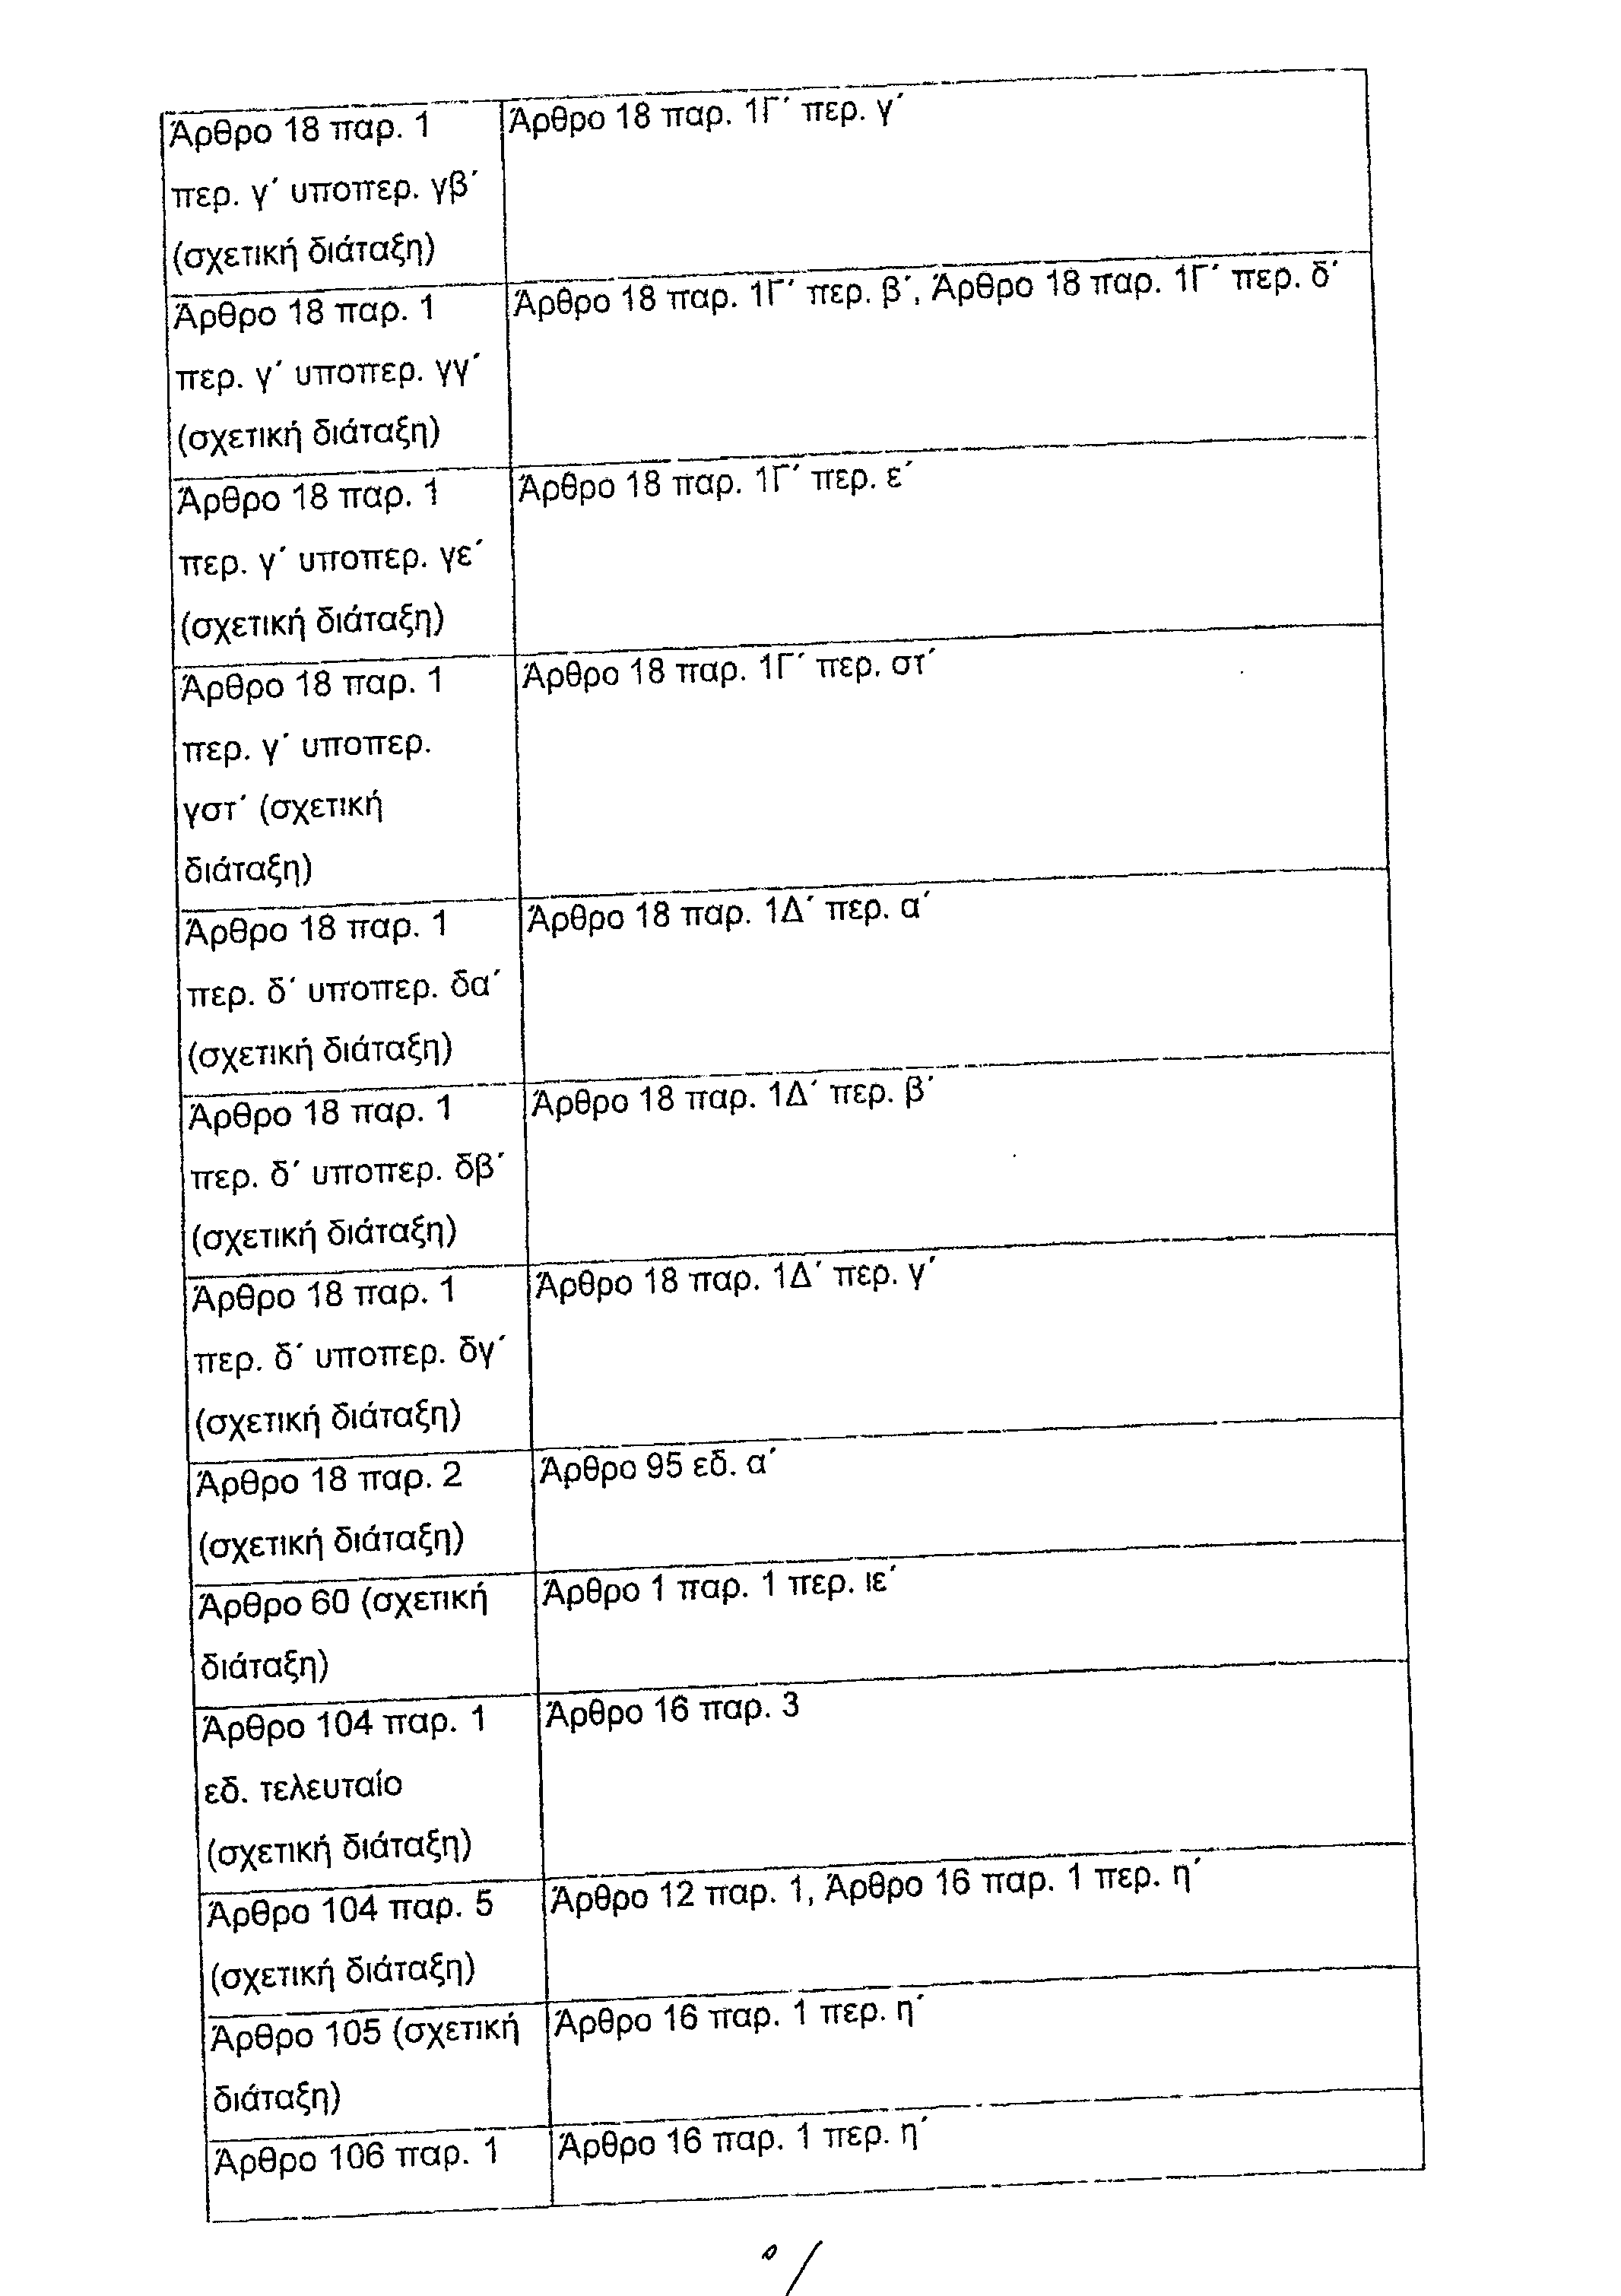 Άρθρο 18 παρ. 1
περ. γ΄ υποπερ. γβ΄
(σχετική διάταξη)
Άρθρο 18 παρ. 1Γ΄ περ. γ΄
Άρθρο 18 παρ. 1
περ. γ΄ υποπερ. γγ΄
(σχετική διάταξη)
Άρθρο 18 παρ. 1Γ΄ περ. β΄, Άρθρο 18 παρ. 1Γ΄ περ. δ΄
Άρθρο 18 παρ. 1
περ. γ΄ υποπερ. γε΄
(σχετική διάταξη)
Άρθρο 18 παρ. 1Γ΄ περ. ε΄
Άρθρο 18 παρ. 1
περ. γ΄ υποπερ.
γστ΄ (σχετική
διάταξη)
Άρθρο 18 παρ. 1Γ΄ περ. στ΄
Άρθρο 18 παρ. 1
περ. δ΄ υποπερ. δα΄
(σχετική διάταξη)
Άρθρο 18 παρ. 1Δ΄ περ. α΄
Άρθρο 18 παρ. 1
περ. δ΄ υποπερ. δβ΄
(σχετική διάταξη)
Άρθρο 18 παρ. 1Δ΄ περ. β΄
Άρθρο 18 παρ. 1
περ. δ΄ υποπερ. δγ΄
(σχετική διάταξη)
Άρθρο 18 παρ. 1Δ΄ περ. γ΄
Άρθρο 18 παρ. 2
(σχετική διάταξη)
Άρθρο 95 εδ. α΄
Άρθρο 60 (σχετική
διάταξη)
Άρθρο 1 παρ. 1 περ. ιε΄
Άρθρο 104 παρ. 1
εδ. τελευταίο
(σχετική διάταξη)
Άρθρο 16 παρ. 3
Άρθρο 104 παρ. 5
(σχετική διάταξη)
Άρθρο 12 παρ. 1, Άρθρο 16 παρ. 1 περ. η΄
Άρθρο 105 (σχετική
διάταξη)
Άρθρο 16 παρ. 1 περ. η΄
Άρθρο 106 παρ. 1
Άρθρο 16 παρ. 1 περ. η΄